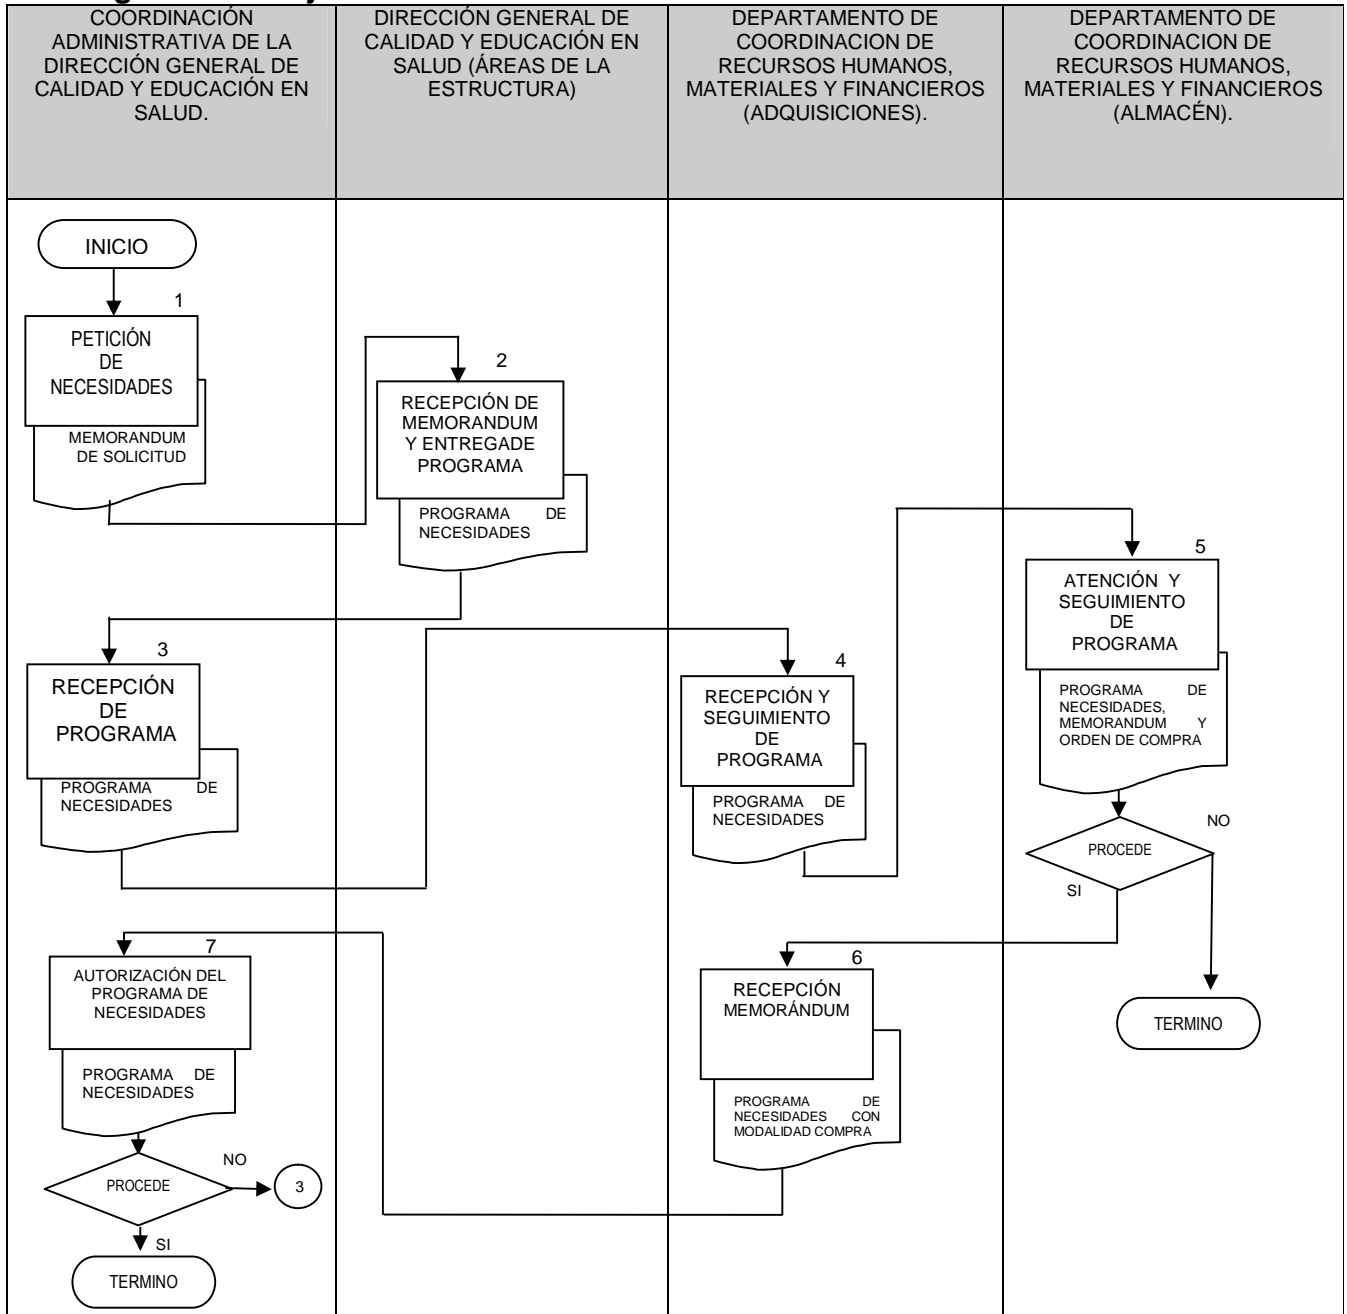 COORDINACIÓN
ADMINISTRATIVA DE LA
DIRECCIÓN GENERAL DE
CALIDAD Y EDUCACIÓN EN
SALUD.
DIRECCIÓN GENERAL DE
CALIDAD Y EDUCACIÓN EN
SALUD (ÁREAS DE LA
ESTRUCTURA)
DEPARTAMENTO DE
COORDINACION DE
RECURSOS HUMANOS,
MATERIALES Y FINANCIEROS
(ADQUISICIONES).
DEPARTAMENTO DE
COORDINACION DE
RECURSOS HUMANOS,
MATERIALES Y FINANCIEROS
(ALMACÉN).
INICIO
1
PETICIÓN
DE
NECESIDADES
MEMORANDUM
DE SOLICITUD
2
RECEPCIÓN DE
MEMORANDUM
Y ENTREGADE
PROGRAMA
PROGRAMA DE
NECESIDADES
3
RECEPCIÓN
DE
PROGRAMA
PROGRAMA DE
NECESIDADES
4
RECEPCIÓN Y
SEGUIMIENTO
DE
PROGRAMA
PROGRAMA DE
NECESIDADES
5
ATENCIÓN Y
SEGUIMIENTO
DE
PROGRAMA
PROGRAMA DE
NECESIDADES,
MEMORANDUM Y
ORDEN DE COMPRA
PROCEDE
NO
SI
TERMINO
6
RECEPCIÓN
MEMORÁNDUM
PROGRAMA DE
NECESIDADES CON
MODALIDAD COMPRA
7
AUTORIZACIÓN DEL
PROGRAMA DE
NECESIDADES
PROGRAMA DE
NECESIDADES
PROCEDE
NO
3
SI
TERMINO